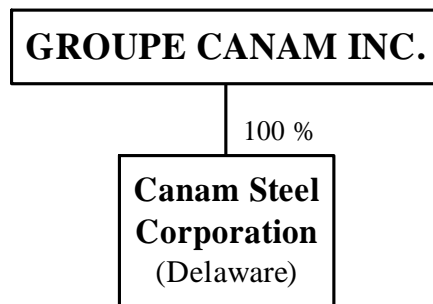 GROUPE CANAM INC.
100 %
Canam Steel
Corporation
(Delaware)